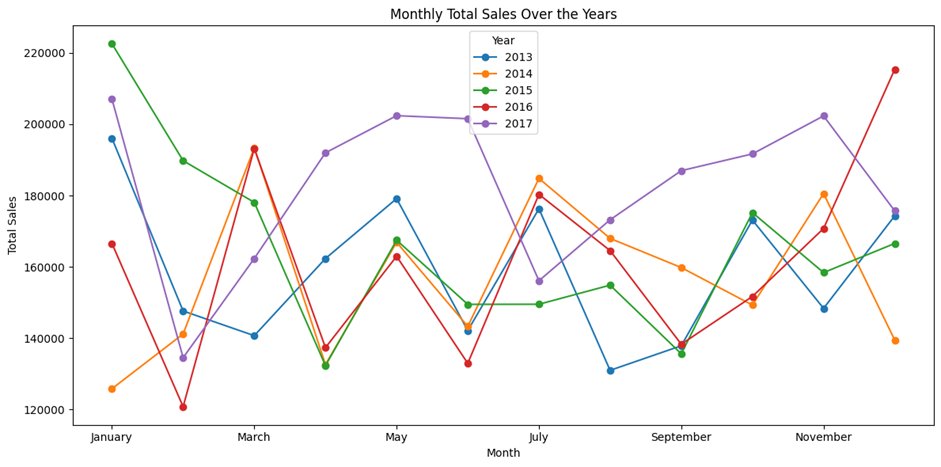 Monthly Total Sales Over the Years
Total Sales
220000
200000
180000
160000
140000
120000
Year
2013
2014
2015
2016
2017
January
March
May
July
September
November
Month